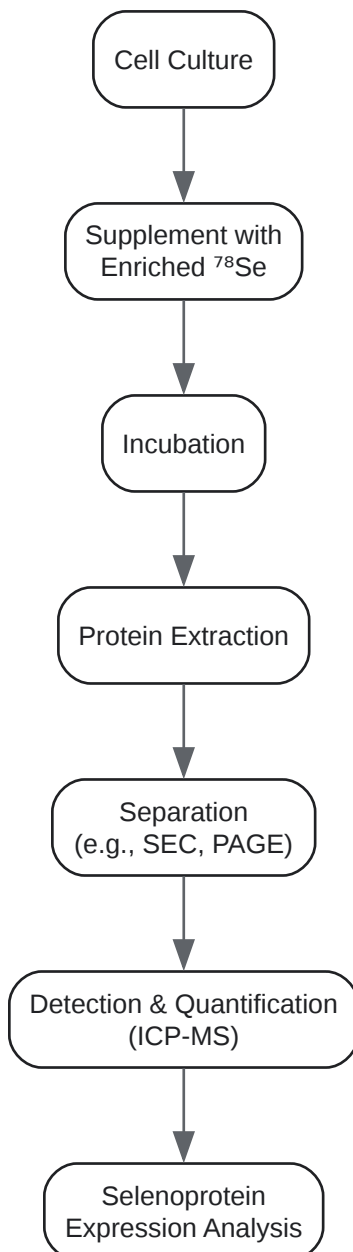 Cell Culture
Supplement with
Enriched ⁷⁸Se
Incubation
Protein Extraction
Separation
(e.g., SEC, PAGE)
Detection & Quantification
(ICP-MS)
Selenoprotein
Expression Analysis